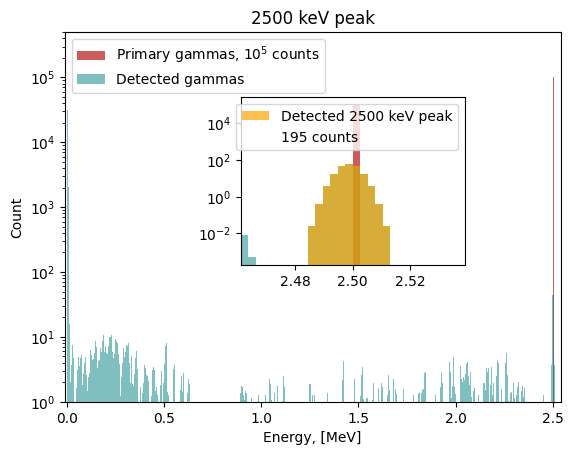 2500 keV peak
Primary gammas, 10⁵ counts
Detected gammas
Detected 2500 keV peak
195 counts
10⁴
10²
10⁰
10⁻²
2.48 2.50 2.52
10⁵
10⁴
10³
10²
10¹
10⁰
Count
0.0 0.5 1.0 1.5 2.0 2.5
Energy, [MeV]